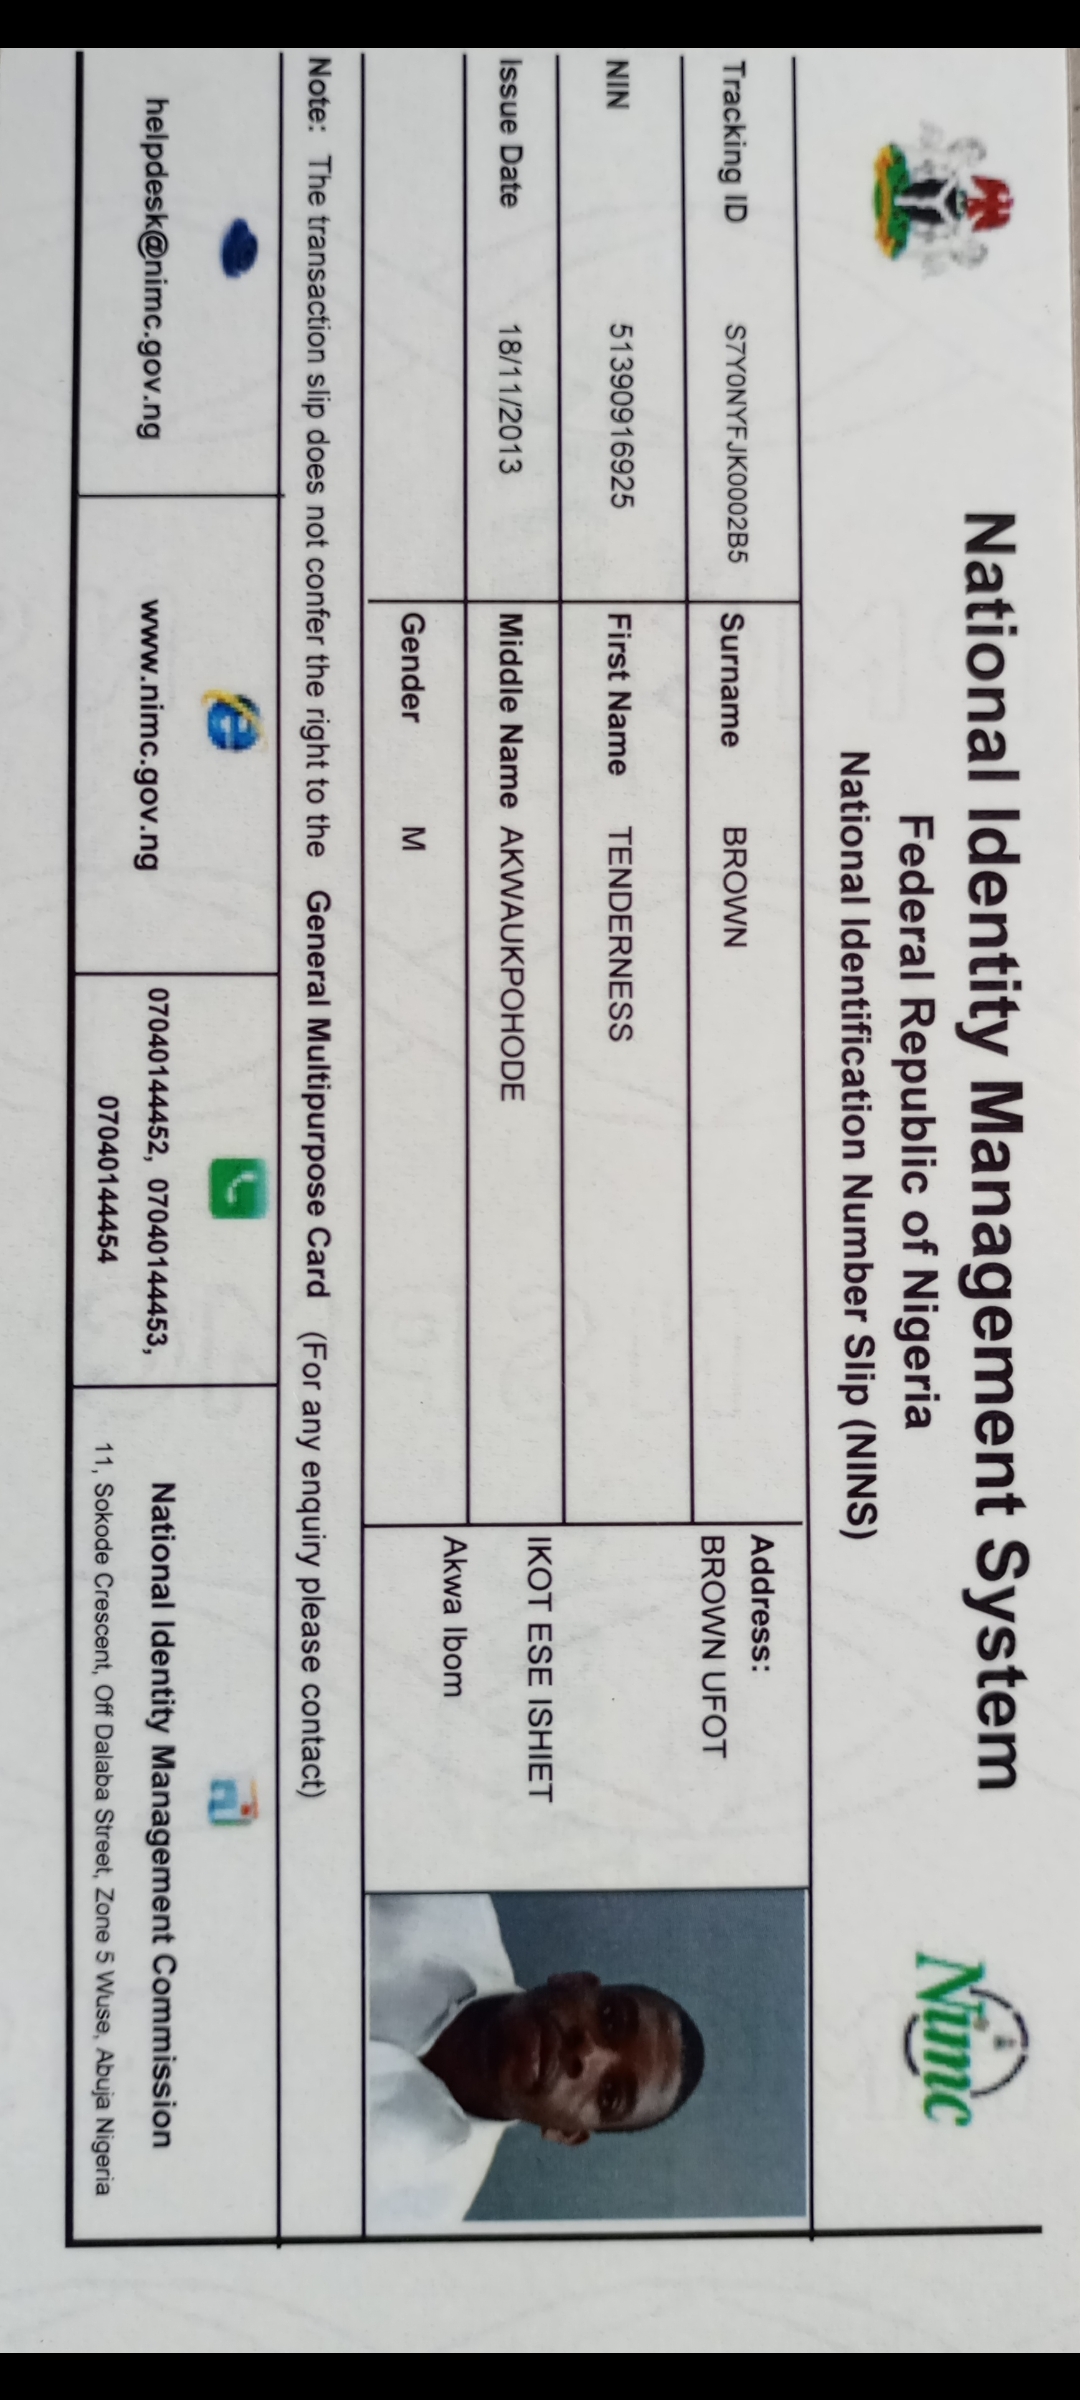 National Identity Management System
Federal Republic of Nigeria
National Identification Number Slip (NINS)
Nimc
Tracking ID S7Y0NYFJK0002B5 Surname BROWN Address:
BROWN UFOT
NIN 51390916925 First Name TENDERNESS
Issue Date 18/11/2013 Middle Name AKWAUKPOHODE IKOT ESE ISHIET
Akwa Ibom
Gender M
Note: The transaction slip does not confer the right to the General Multipurpose Card (For any enquiry please contact)
helpdesk@nimc.gov.ng
www.nimc.gov.ng
07040144452, 07040144453,
07040144454
National Identity Management Commission
11, Sokode Crescent, Off Dalaba Street, Zone 5 Wuse, Abuja Nigeria